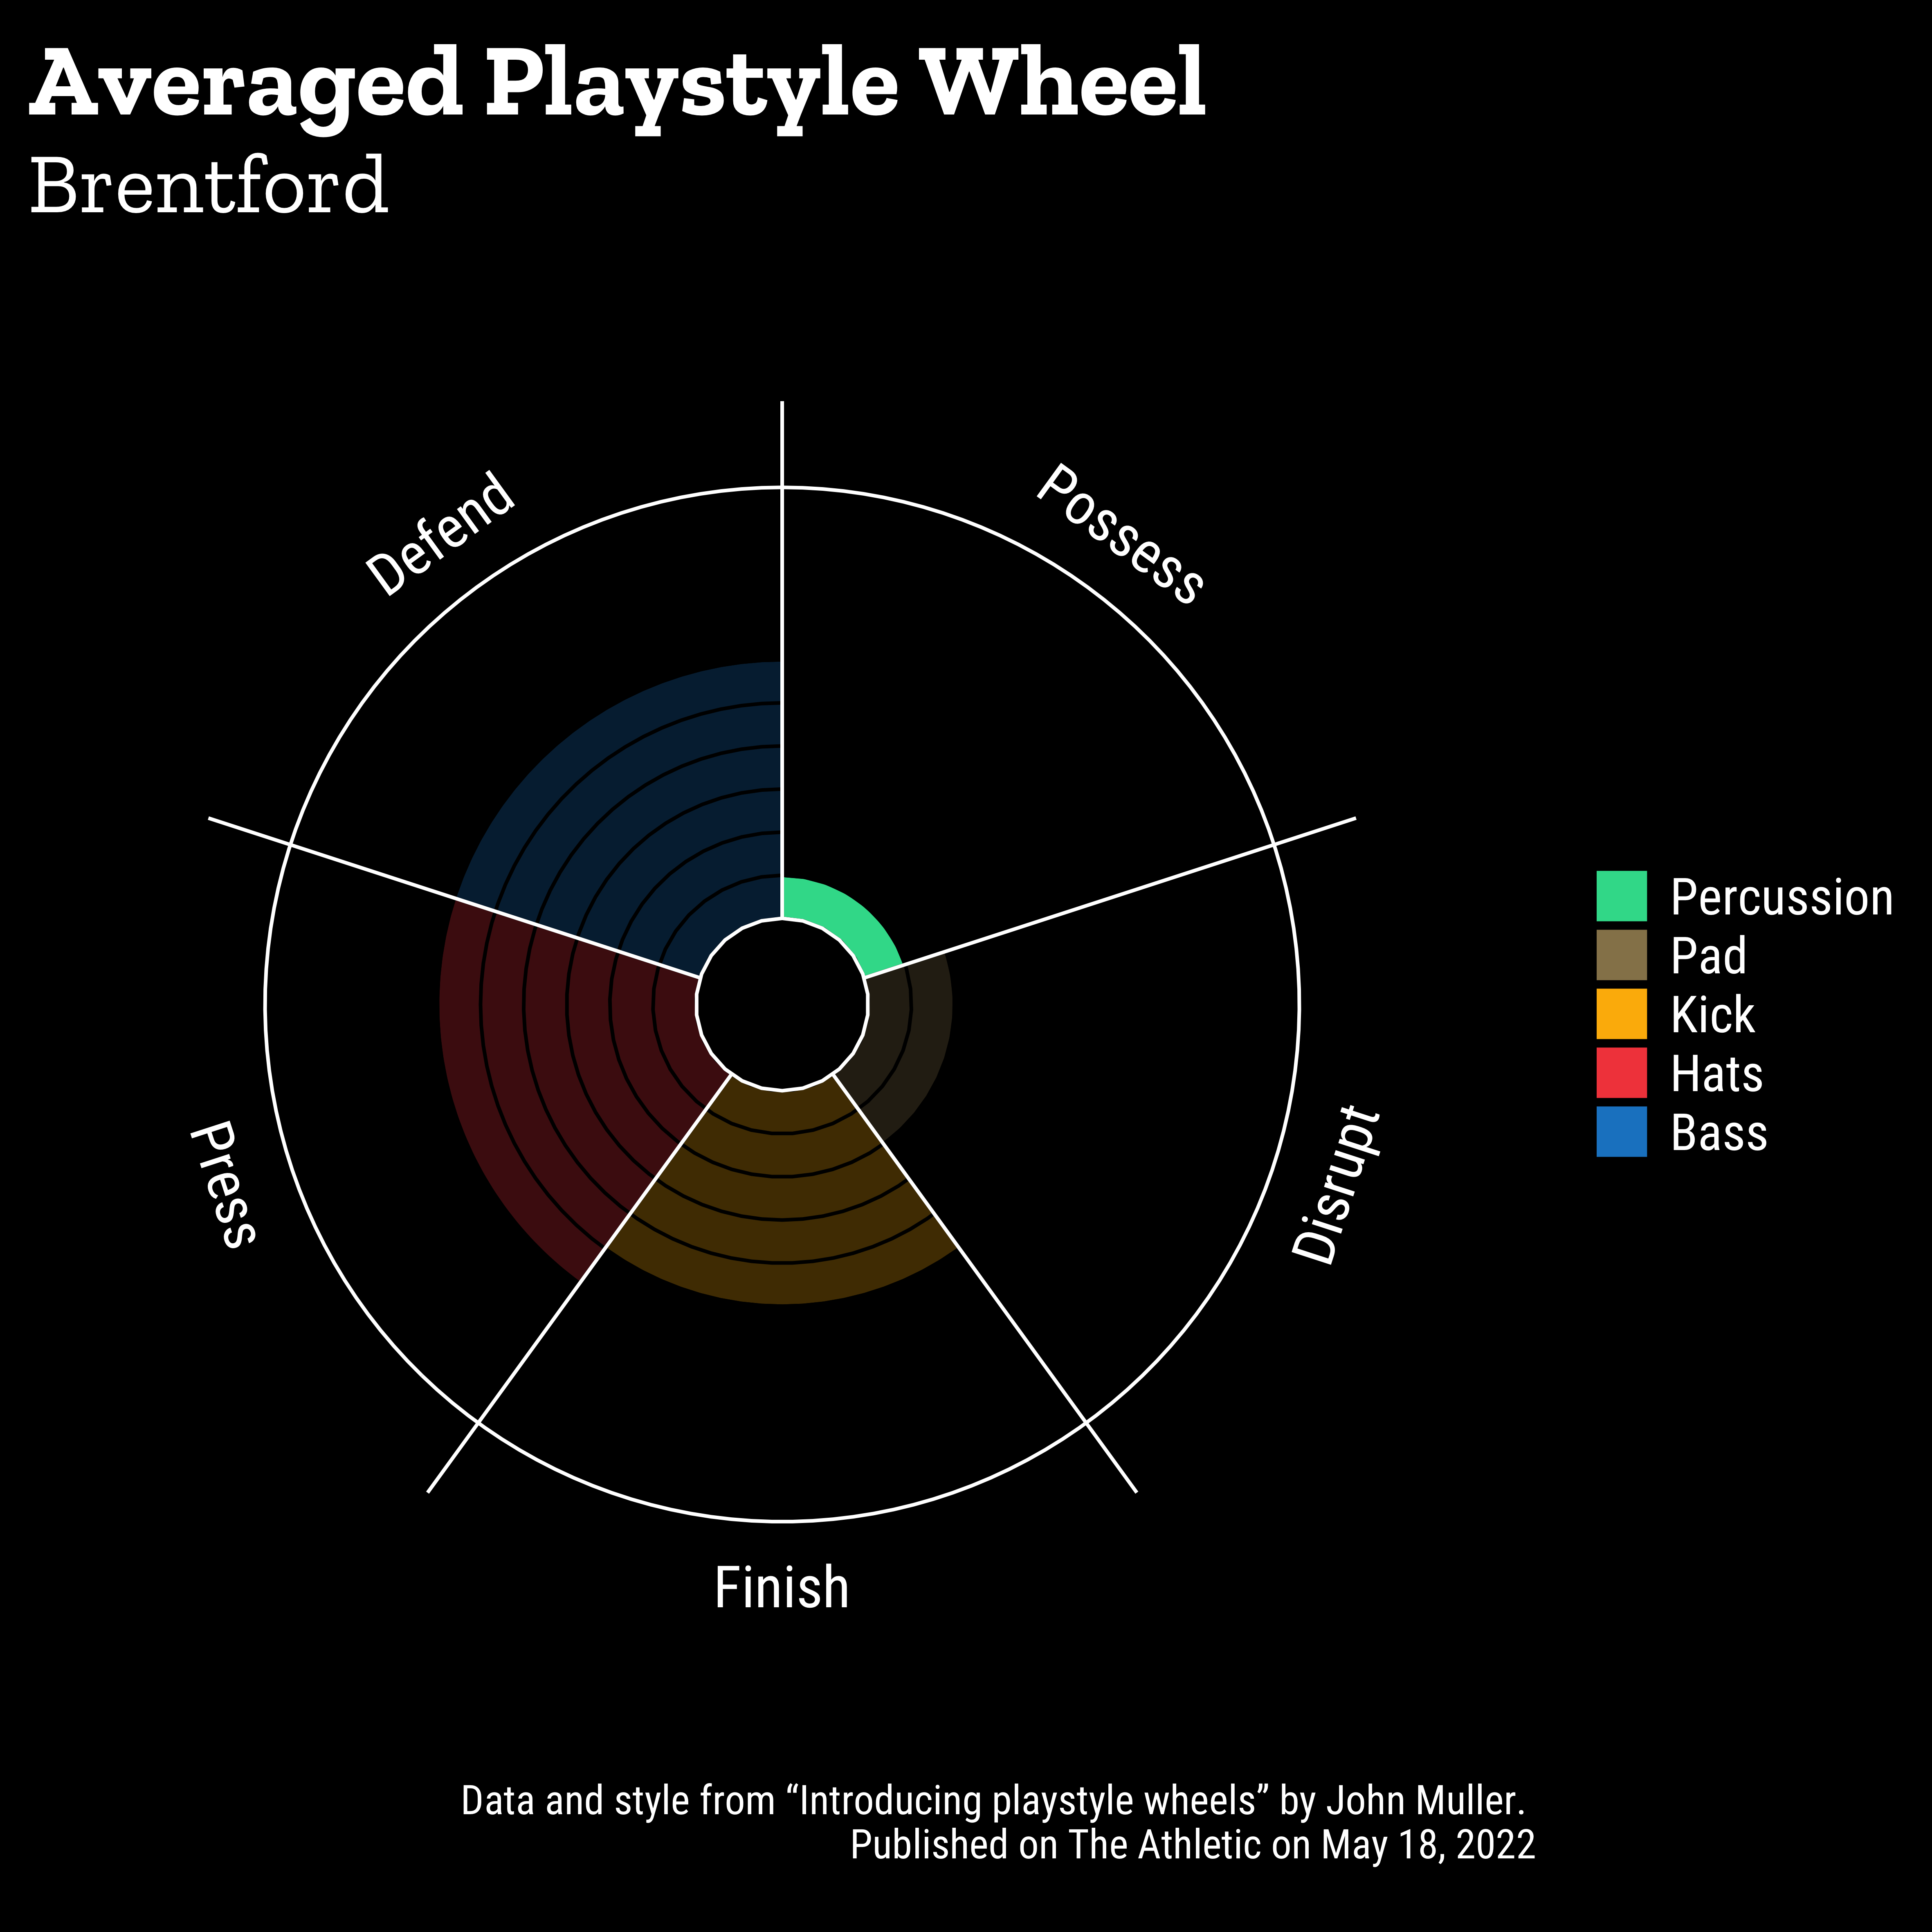 Averaged Playstyle Wheel
Brentford
Defend
Possess
Press
Disrupt
Finish
Percussion
Pad
Kick
Hats
Bass
Data and style from “Introducing playstyle wheels” by John Muller.
Published on The Athletic on May 18, 2022